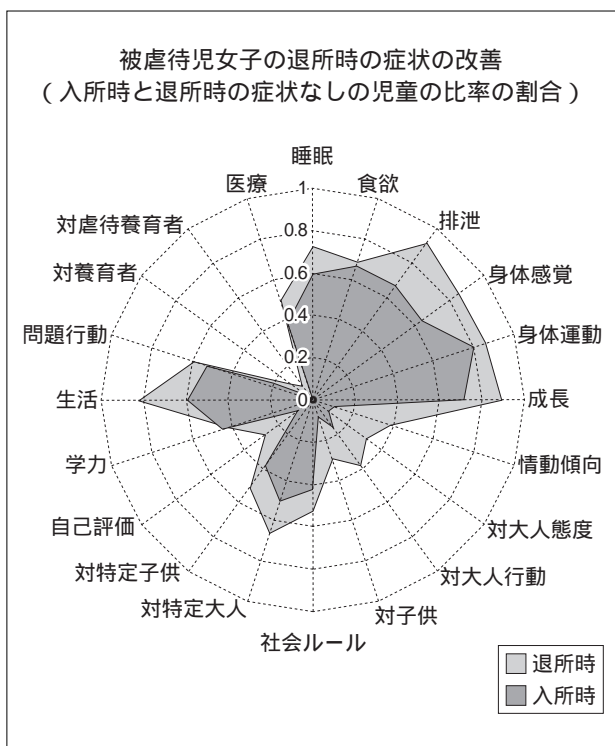 被虐待児女子の退所時の症状の改善
（入所時と退所時の症状なしの児童の比率の割合）
睡眠
食欲
排泄
身体感覚
身体運動
成長
情動傾向
対大人態度
対大人行動
対子供
社会ルール
対特定大人
対特定子供
自己評価
学力
生活
問題行動
対養育者
対虐待養育者
医療
1
0.8
0.6
0.4
0.2
0
退所時
入所時